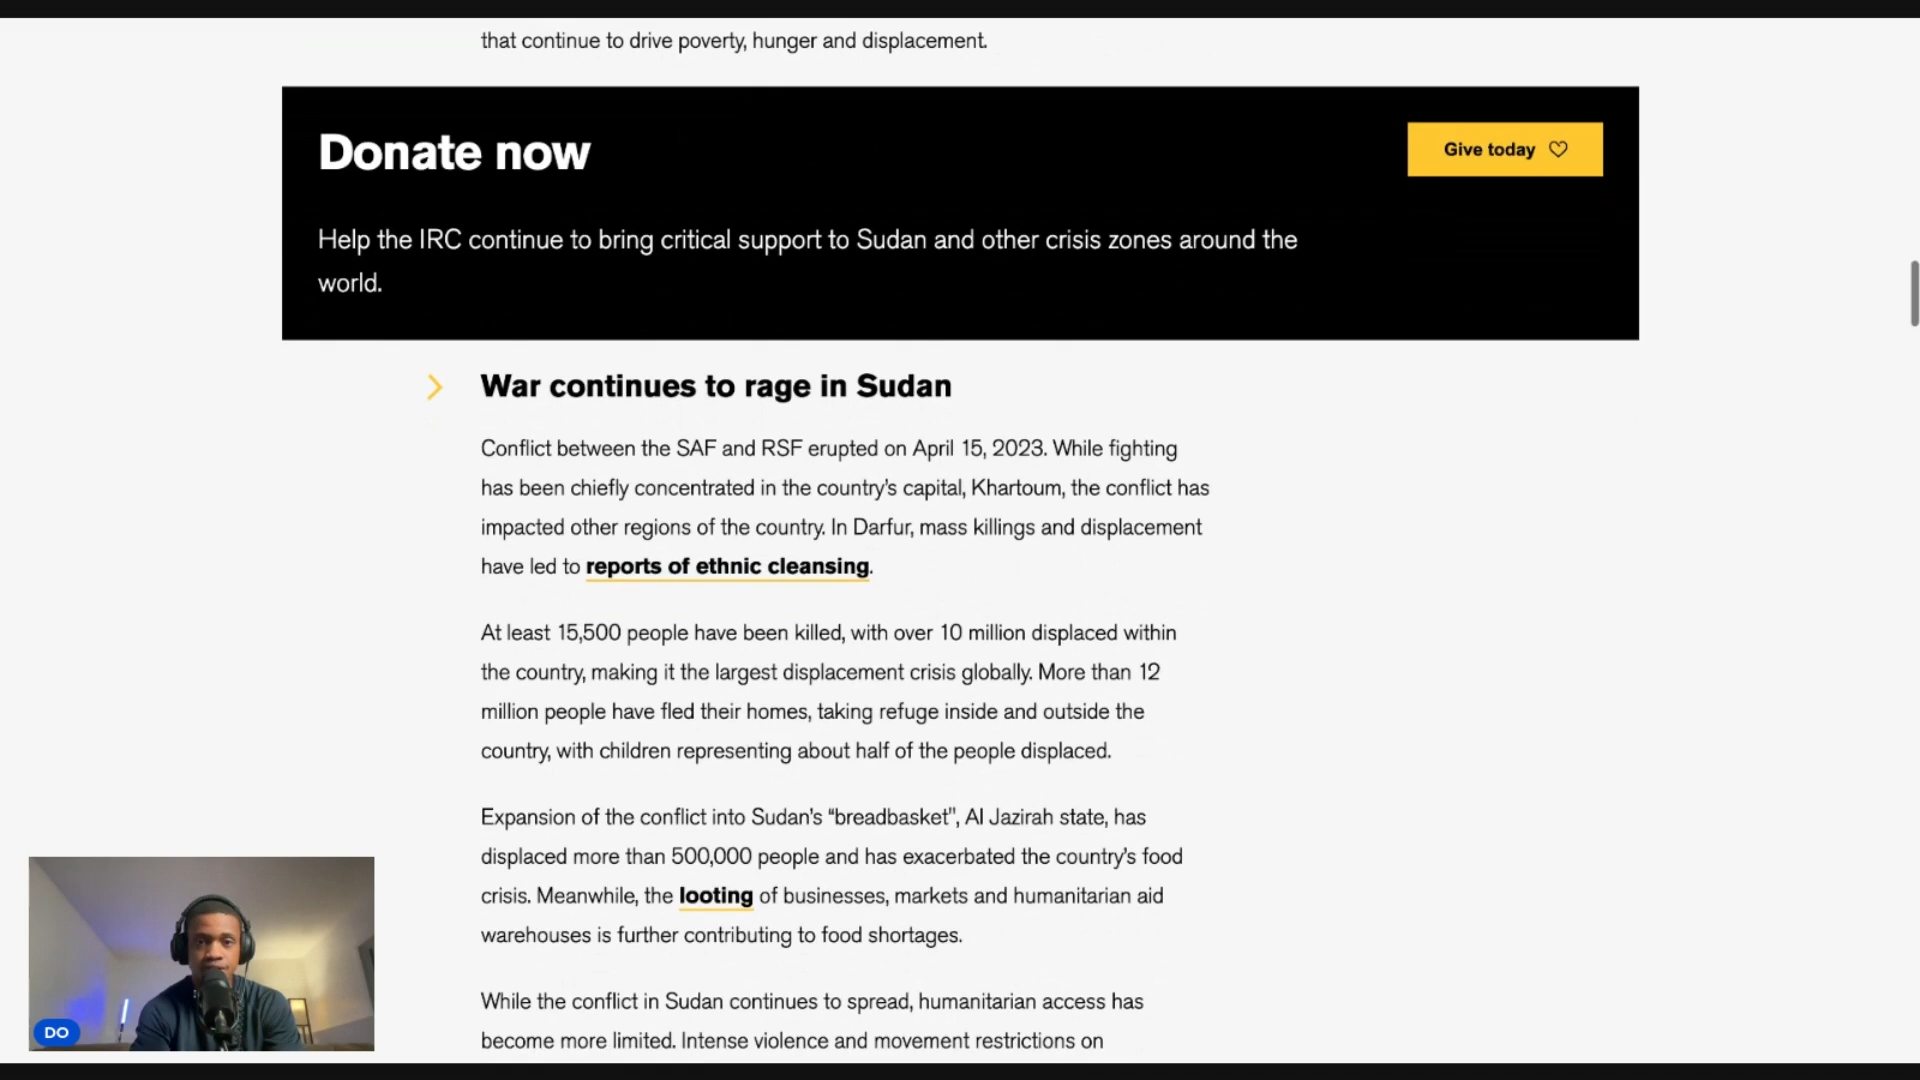 that continue to drive poverty, hunger and displacement.
Donate now
Give today
Help the IRC continue to bring critical support to Sudan and other crisis zones around the
world.
War continues to rage in Sudan
Conflict between the SAF and RSF erupted on April 15, 2023. While fighting
has been chiefly concentrated in the country’s capital, Khartoum, the conflict has
impacted other regions of the country. In Darfur, mass killings and displacement
have led to reports of ethnic cleansing.
At least 15,500 people have been killed, with over 10 million displaced within
the country, making it the largest displacement crisis globally. More than 12
million people have fled their homes, taking refuge inside and outside the
country, with children representing about half of the people displaced.
Expansion of the conflict into Sudan’s “breadbasket”, Al Jazirah state, has
displaced more than 500,000 people and has exacerbated the country’s food
crisis. Meanwhile, the looting of businesses, markets and humanitarian aid
warehouses is further contributing to food shortages.
While the conflict in Sudan continues to spread, humanitarian access has
become more limited. Intense violence and movement restrictions on
DO